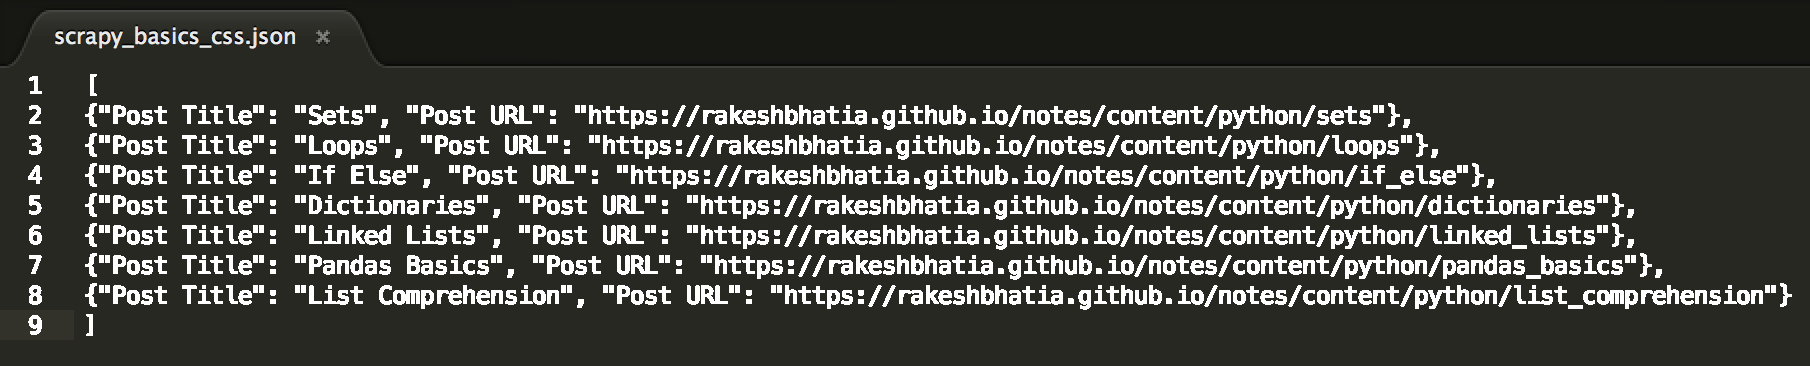 scrapy_basics_css.json ×
1 [
2 {"Post Title": "Sets", "Post URL": "https://rakeshbhatia.github.io/notes/content/python/sets"},
3 {"Post Title": "Loops", "Post URL": "https://rakeshbhatia.github.io/notes/content/python/loops"},
4 {"Post Title": "If Else", "Post URL": "https://rakeshbhatia.github.io/notes/content/python/if_else"},
5 {"Post Title": "Dictionaries", "Post URL": "https://rakeshbhatia.github.io/notes/content/python/dictionaries"},
6 {"Post Title": "Linked Lists", "Post URL": "https://rakeshbhatia.github.io/notes/content/python/linked_lists"},
7 {"Post Title": "Pandas Basics", "Post URL": "https://rakeshbhatia.github.io/notes/content/python/pandas_basics"},
8 {"Post Title": "List Comprehension", "Post URL": "https://rakeshbhatia.github.io/notes/content/python/list_comprehension"}
9 ]